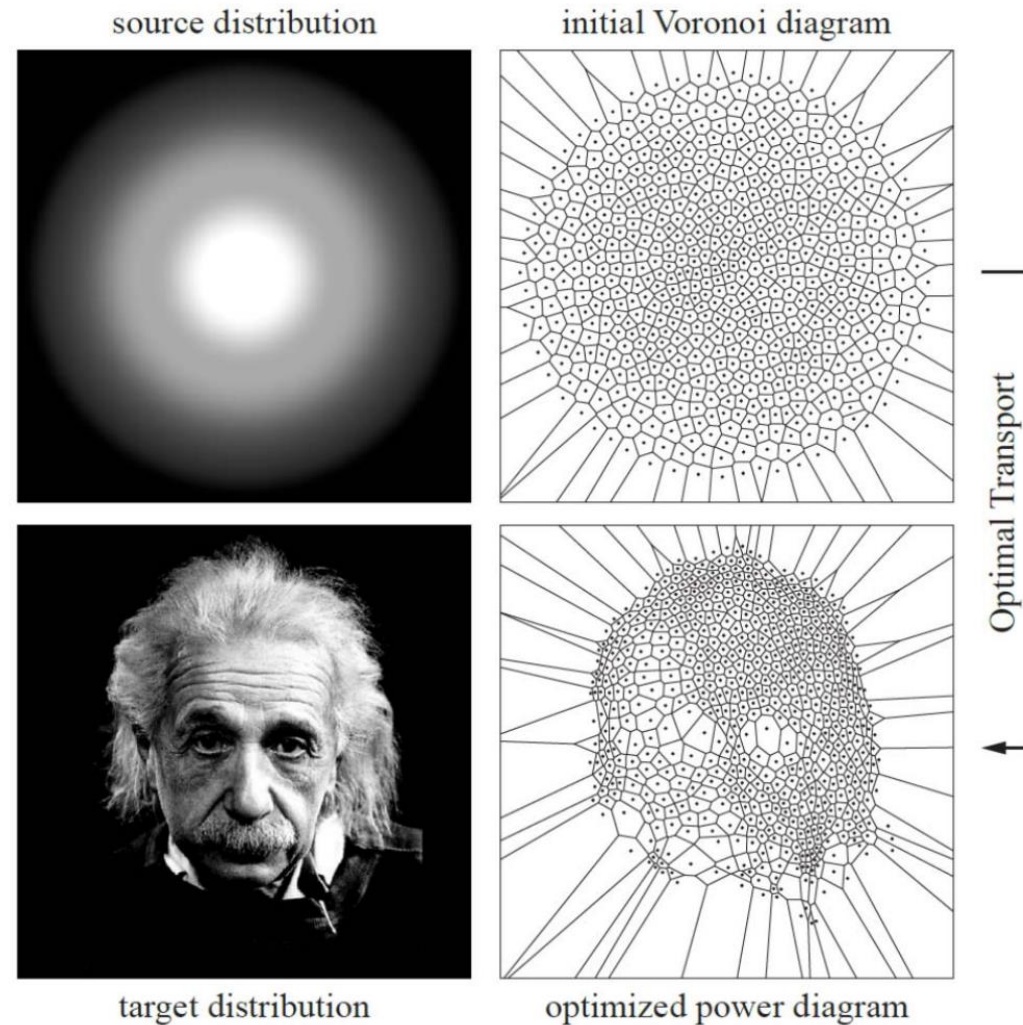 source distribution
initial Voronoi diagram
Optimal Transport
target distribution
optimized power diagram